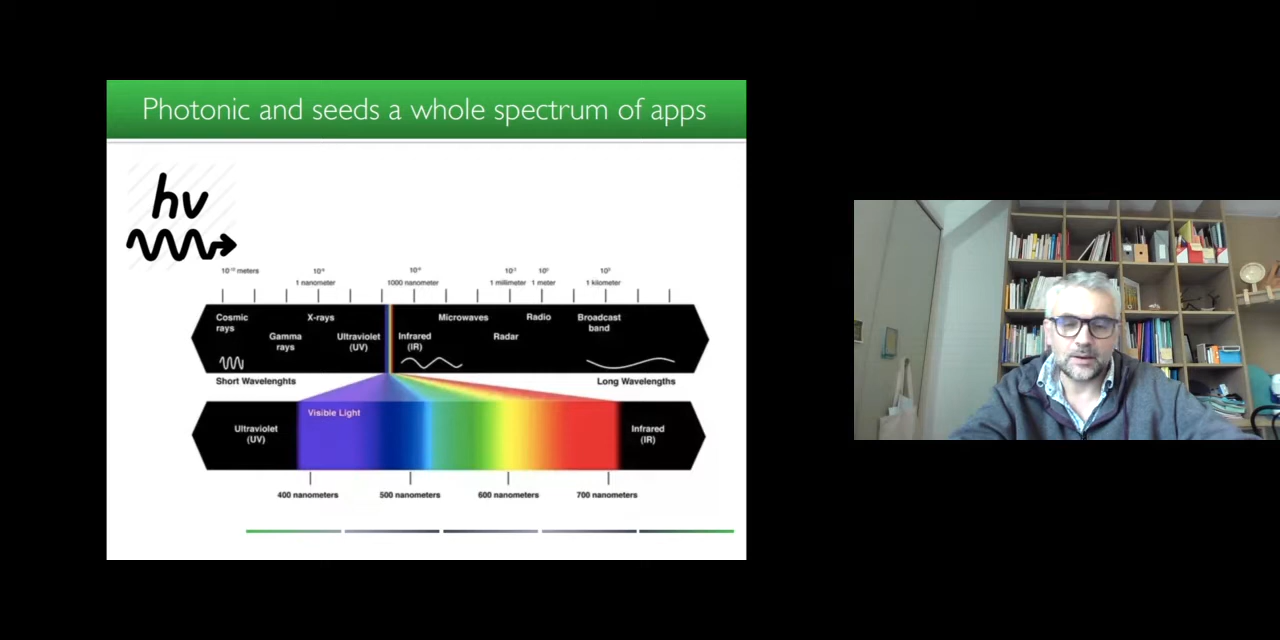 Photonic and seeds a whole spectrum of apps
hν
10⁻¹² meters
10⁻⁹
1 nanometer
10⁻⁶
1000 nanometer
10⁻³
1 millimeter
10⁰
1 meter
10³
1 kilometer
Cosmic
rays
X-rays
Gamma
rays
Ultraviolet
(UV)
Infrared
(IR)
Microwaves
Radar
Radio
Broadcast
band
Short Wavelenghts
Long Wavelengths
Visible Light
Ultraviolet
(UV)
Infrared
(IR)
400 nanometers
500 nanometers
600 nanometers
700 nanometers